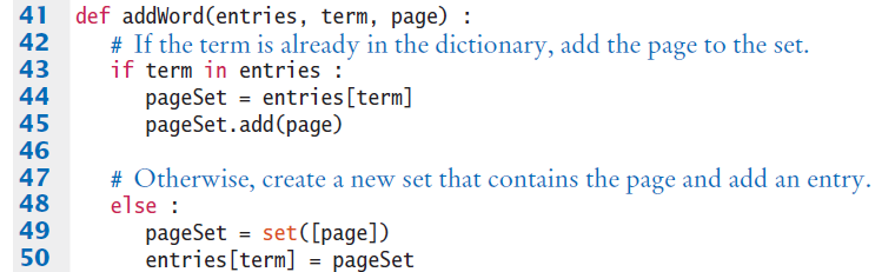 41 def addWord(entries, term, page) :
42 # If the term is already in the dictionary, add the page to the set.
43 if term in entries :
44 pageSet = entries[term]
45 pageSet.add(page)
46
47 # Otherwise, create a new set that contains the page and add an entry.
48 else :
49 pageSet = set([page])
50 entries[term] = pageSet